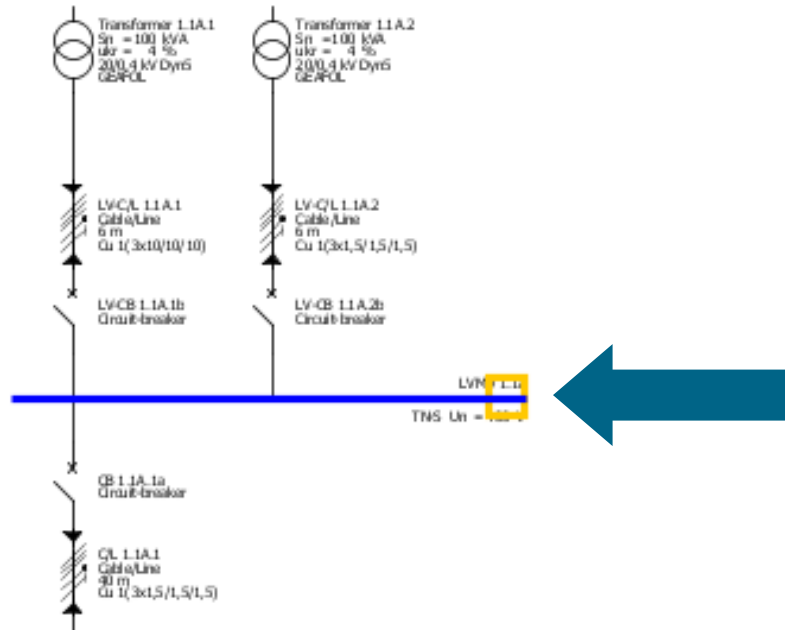 Transformer 1.1A.1
Sn =100 kVA
ukr = 4 %
20/0,4 kV Dyn5
GEAFOL
Transformer 1.1A.2
Sn =100 kVA
ukr = 4 %
20/0,4 kV Dyn5
GEAFOL
LV-C/L 1.1A.1
Cable/Line
6 m
Cu 1(3x10/10/10)
LV-C/L 1.1A.2
Cable/Line
6 m
Cu 1(3x1,5/1,5/1,5)
LV-CB 1.1A.1b
Circuit-breaker
LV-CB 1.1A.2b
Circuit-breaker
1.1A
TN-S Un =
CB 1.1A.1a
Circuit-breaker
C/L 1.1A.1
Cable/Line
40 m
Cu 1(3x1,5/1,5/1,5)